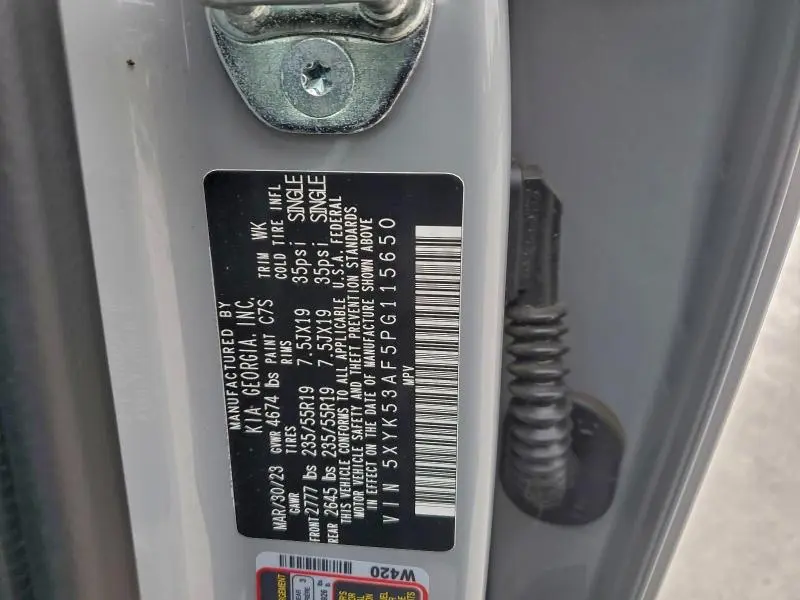 MANUFACTURED BY
KIA GEORGIA, INC.
MAR/30/23 GVWR 4674 lbs PAINT C7S TRIM WK
GAWR TIRES RIMS COLD TIRE INFL
FRONT 2777 lbs 235/55R19 7.5JX19 35psi SINGLE
REAR 2645 lbs 235/55R19 7.5JX19 35psi SINGLE
THIS VEHICLE CONFORMS TO ALL APPLICABLE U.S.A. FEDERAL
MOTOR VEHICLE SAFETY AND THEFT PREVENTION STANDARDS
IN EFFECT ON THE DATE OF MANUFACTURE SHOWN ABOVE
VIN 5XYK53AF5PG115650
MPV
W420